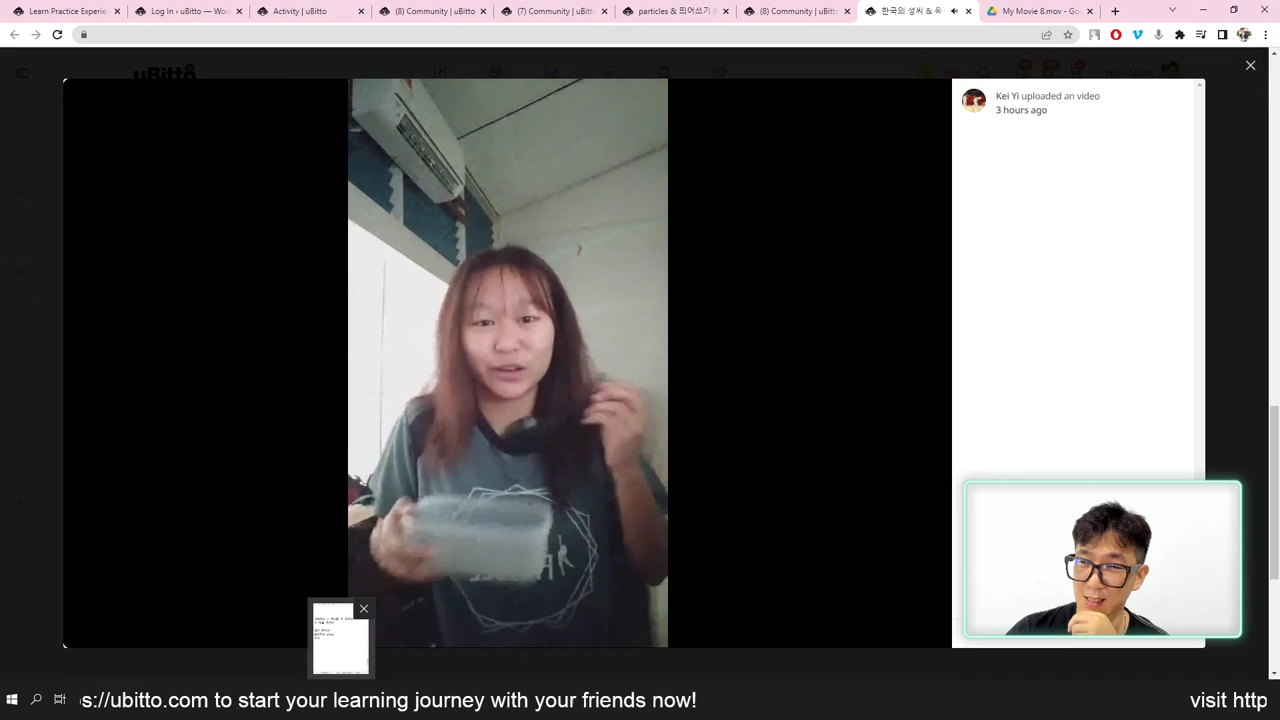 Learn Practice Experien
Log In ‹ uBitto — Wor
Activity | uBitto
(8) Community | uBitto
(7) Community | uBitto
particles & 띄어쓰기
(8) Community | uBitto
한국의 성씨 &
My Movie 8.mov - Go
uBitto
Kei Yi uploaded an video
3 hours ago
s://ubitto.com to start your learning journey with your friends now!
visit http